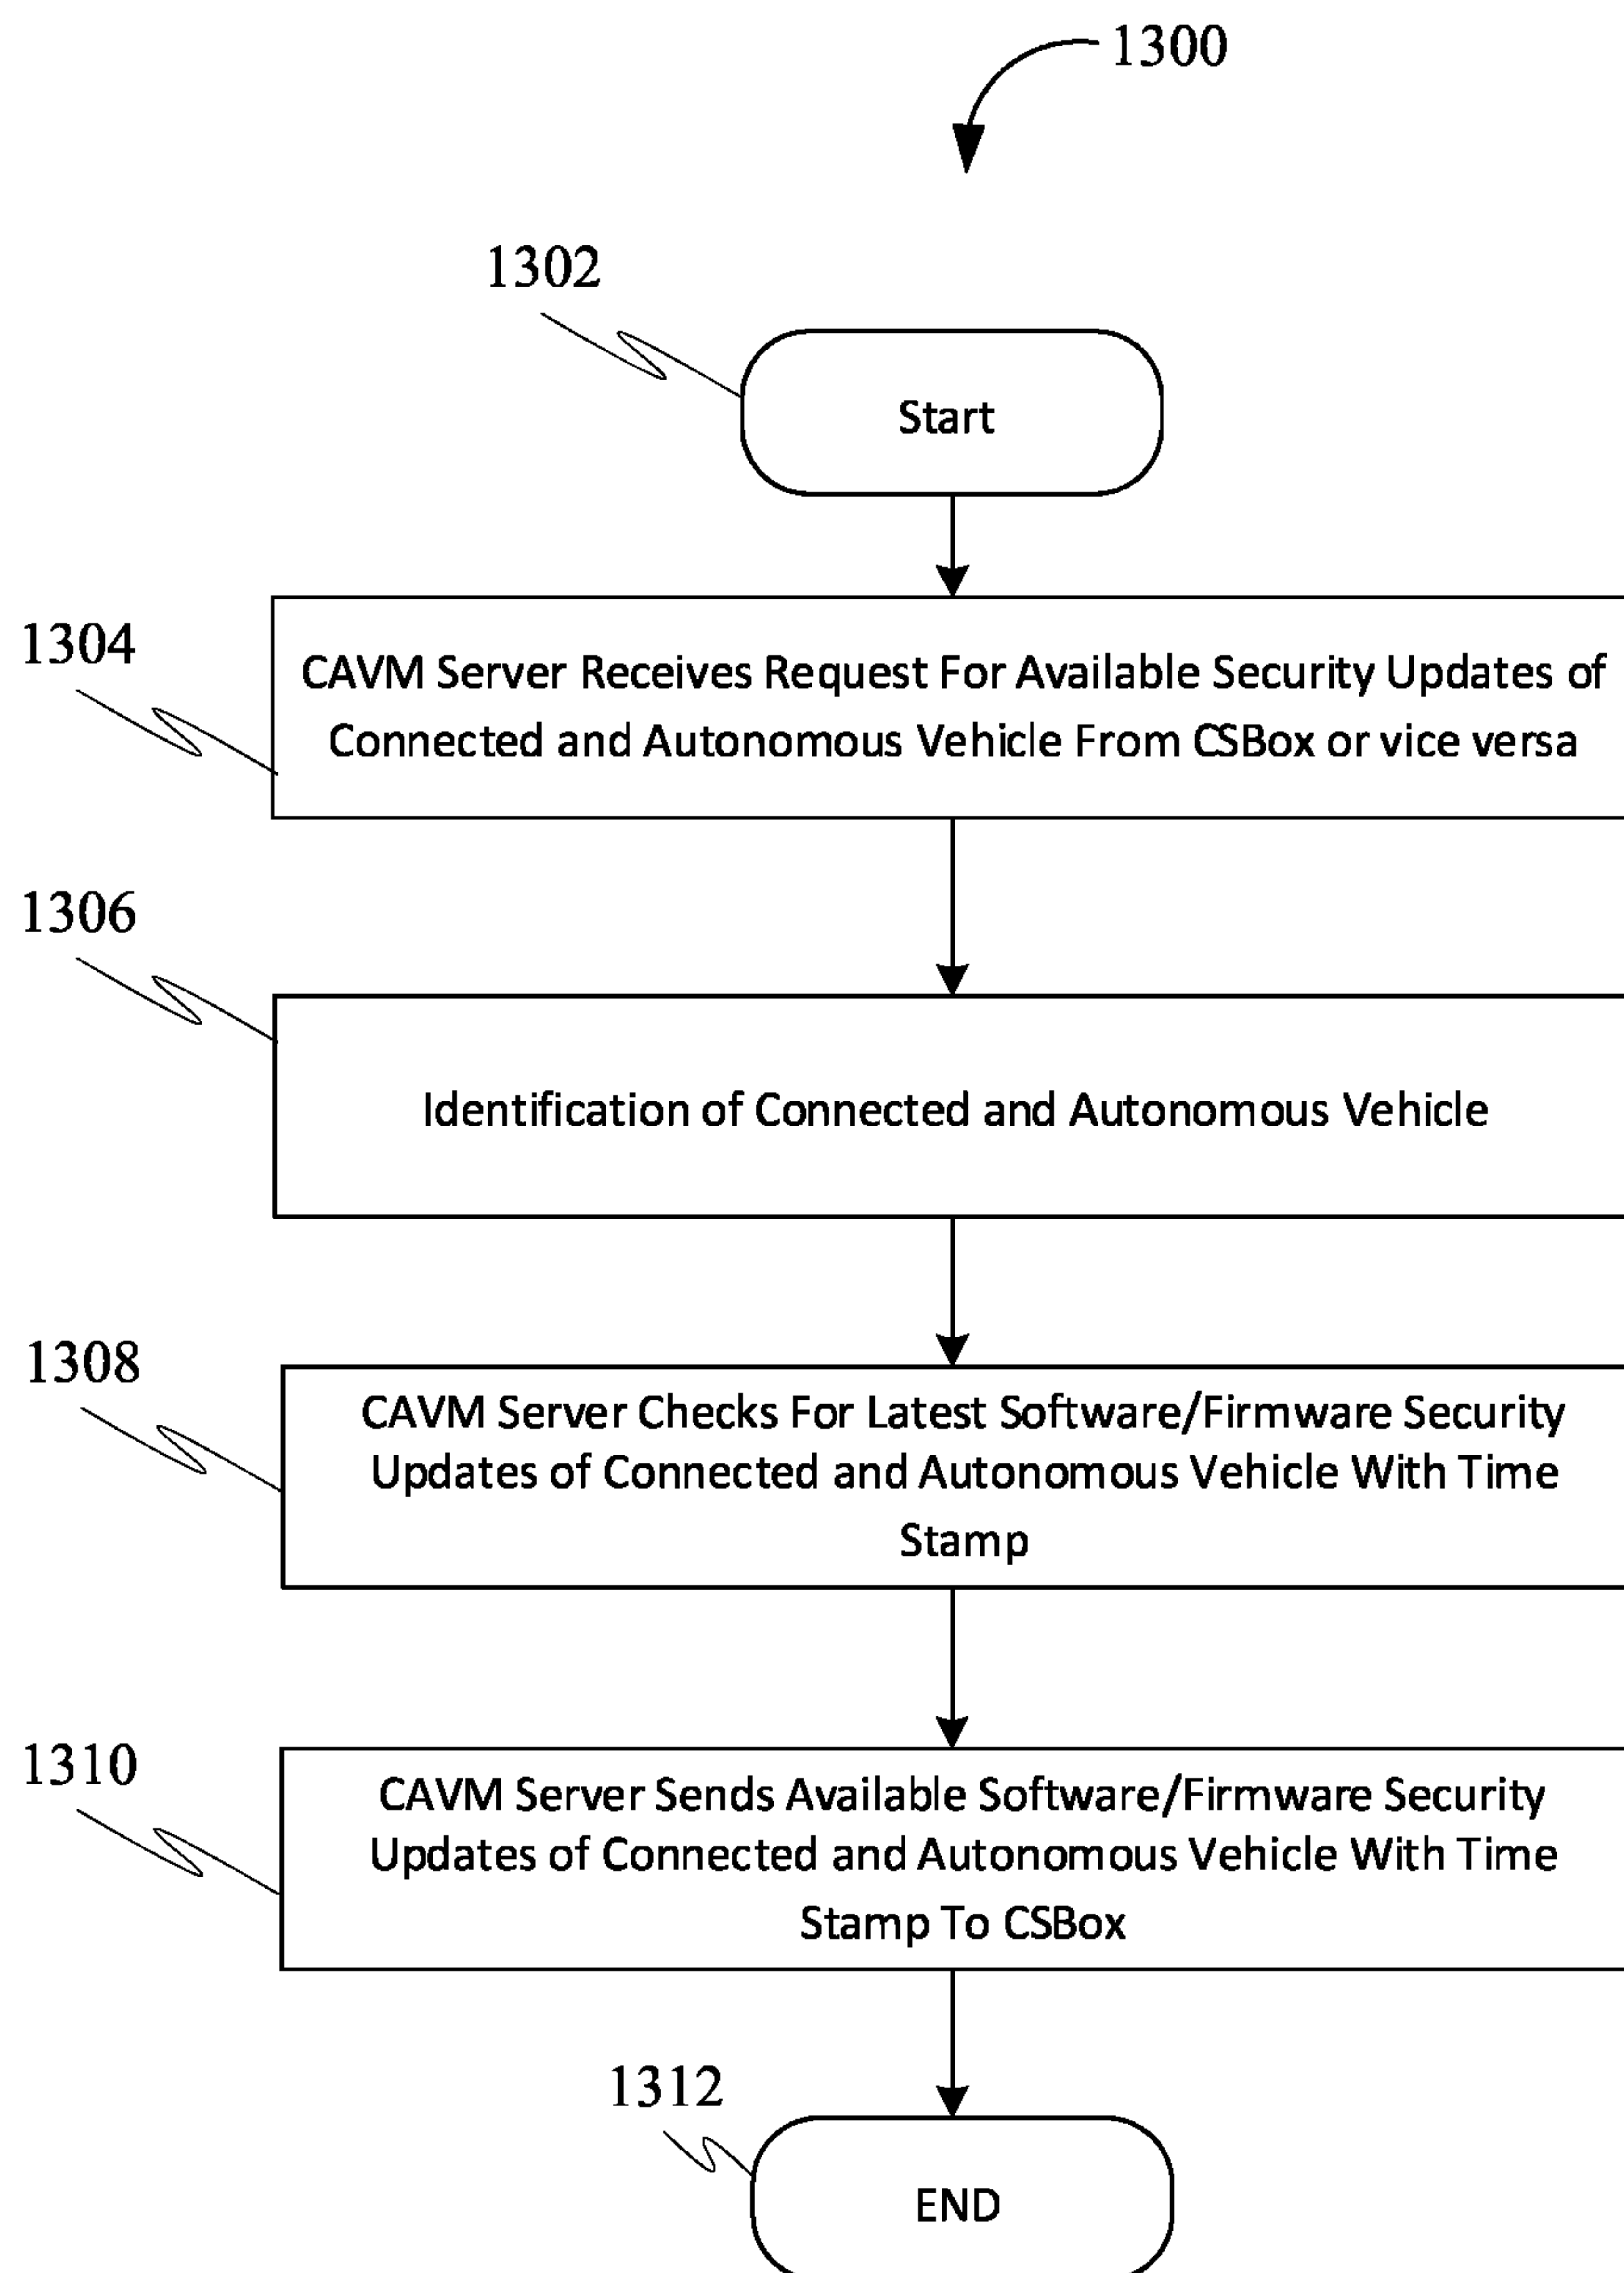 1300
1302
Start
1304
CAVM Server Receives Request For Available Security Updates of
Connected and Autonomous Vehicle From CSBox or vice versa
1306
Identification of Connected and Autonomous Vehicle
1308
CAVM Server Checks For Latest Software/Firmware Security
Updates of Connected and Autonomous Vehicle With Time
Stamp
1310
CAVM Server Sends Available Software/Firmware Security
Updates of Connected and Autonomous Vehicle With Time
Stamp To CSBox
1312
END